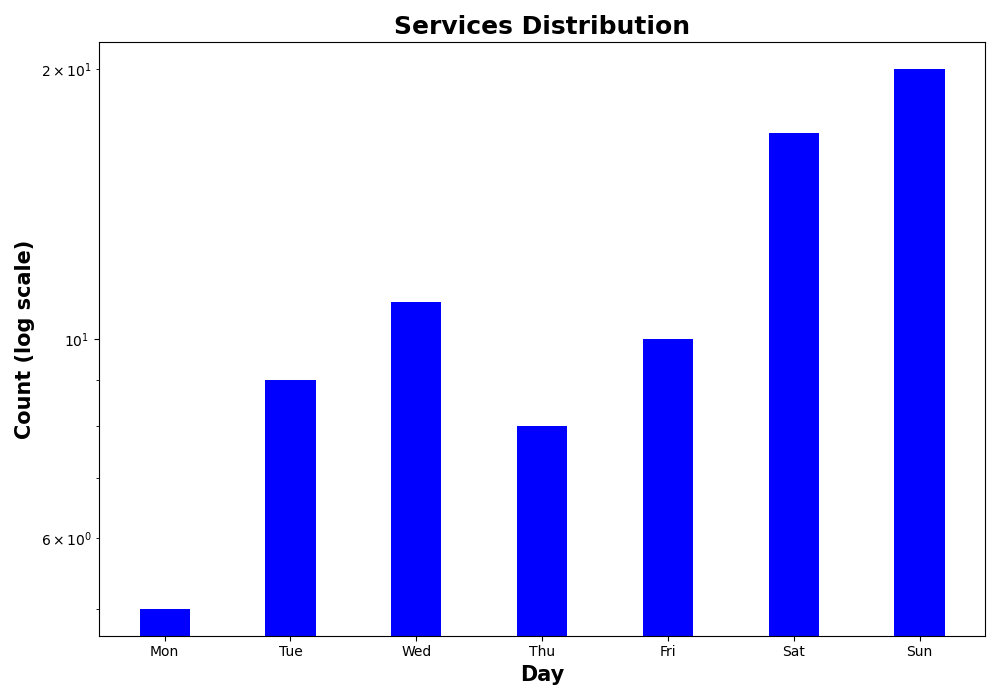 Services Distribution
Count (log scale)
2 × 10¹
10¹
6 × 10⁰
Mon Tue Wed Thu Fri Sat Sun
Day